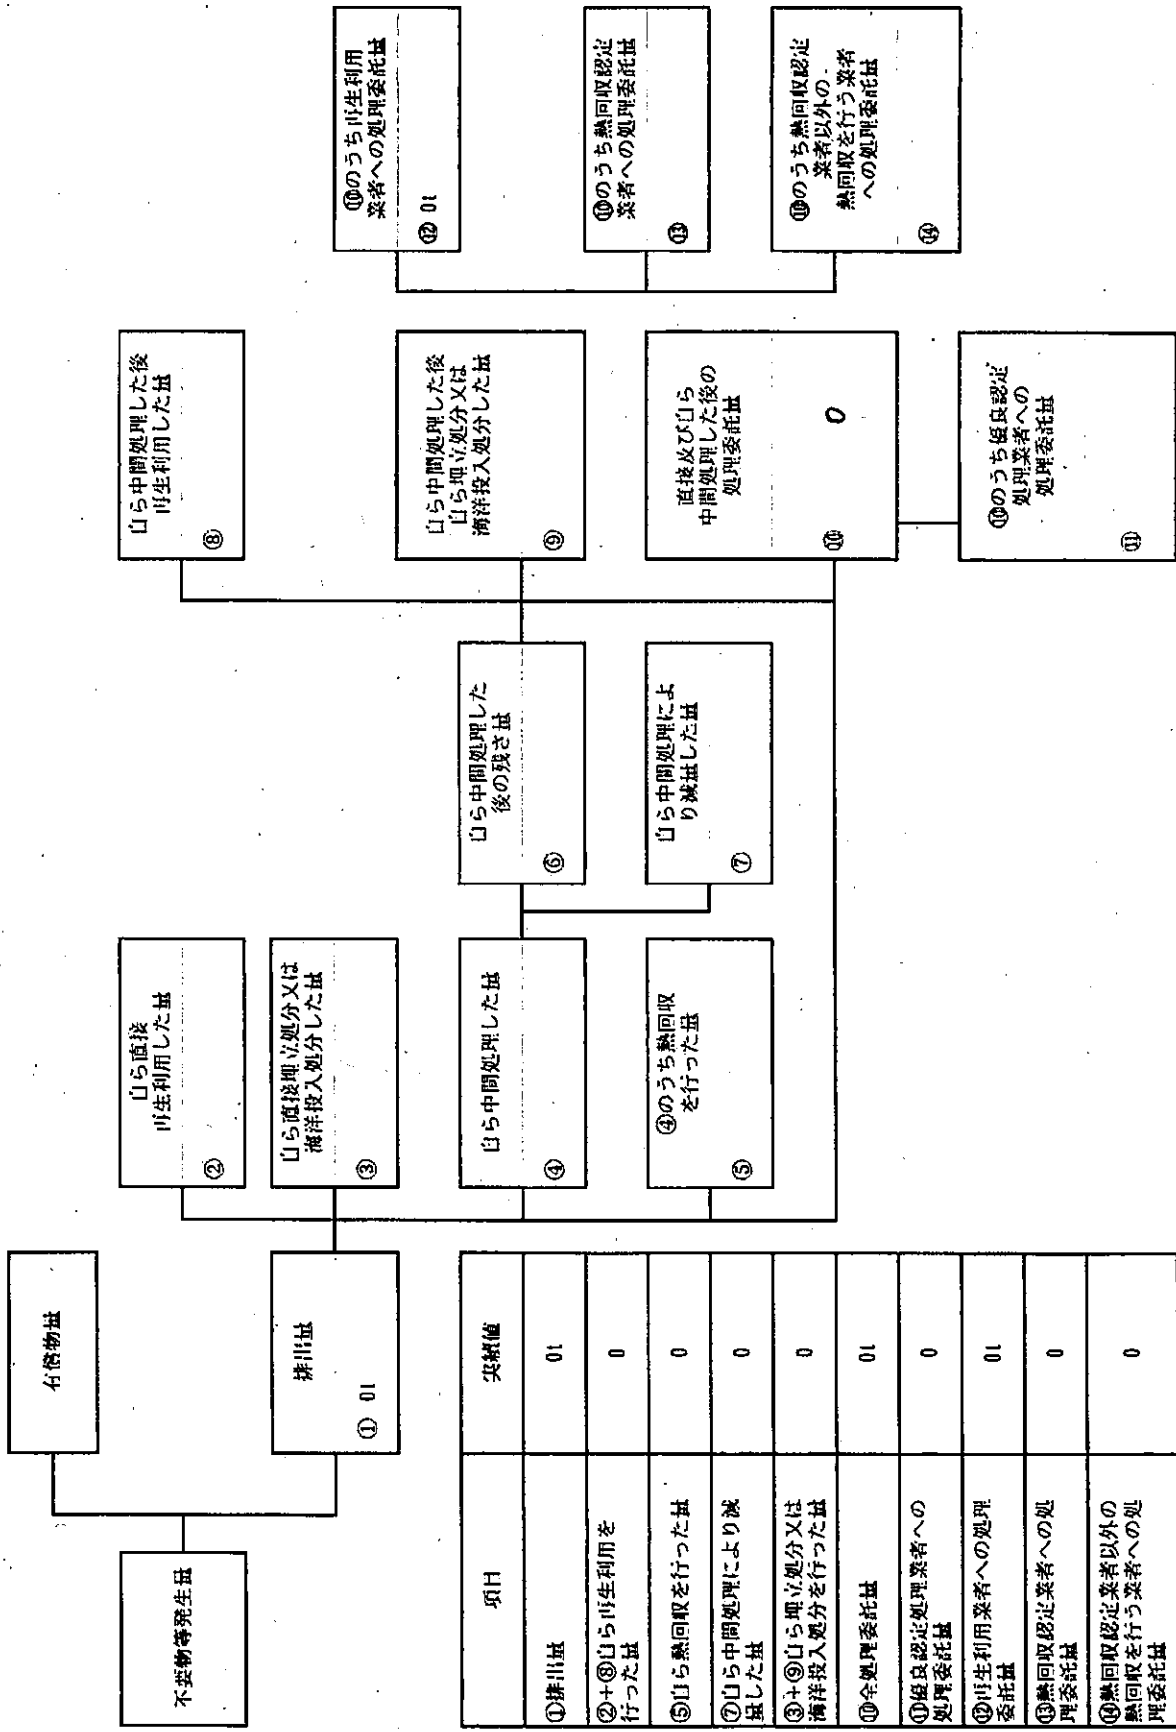 不要物等発生量
有償物量
排出量
① 10
自ら直接
再生利用した量
②
自ら直接埋立処分又は
海洋投入処分した量
③
自ら中間処理した量
④
④のうち熱回収
を行った量
⑤
自ら中間処理した
後の残さ量
⑥
自ら中間処理によ
り減量した量
⑦
自ら中間処理した後
再生利用した量
⑧
自ら中間処理した後
自ら埋立処分又は
海洋投入処分した量
⑨
直接及び自ら
中間処理した後の
処理委託量
⑩ 0
⑩のうち優良認定
処理業者への
処理委託量
⑪
⑩のうち再生利用
業者への処理委託量
⑫ 10
⑩のうち熱回収認定
業者への処理委託量
⑬
⑩のうち熱回収認定
業者以外の
熱回収を行う業者
への処理委託量
⑭
項目 実績値
①排出量 10
②+⑧自ら再生利用を
行った量 0
⑤自ら熱回収を行った量 0
⑦自ら中間処理により減
量した量 0
③+⑨自ら埋立処分又は
海洋投入処分を行った量 0
⑩全処理委託量 10
⑪優良認定処理業者への
処理委託量 0
⑫再生利用業者への処理
委託量 10
⑬熱回収認定業者への処
理委託量 0
⑭熱回収認定業者以外の
熱回収を行う業者への処
理委託量 0